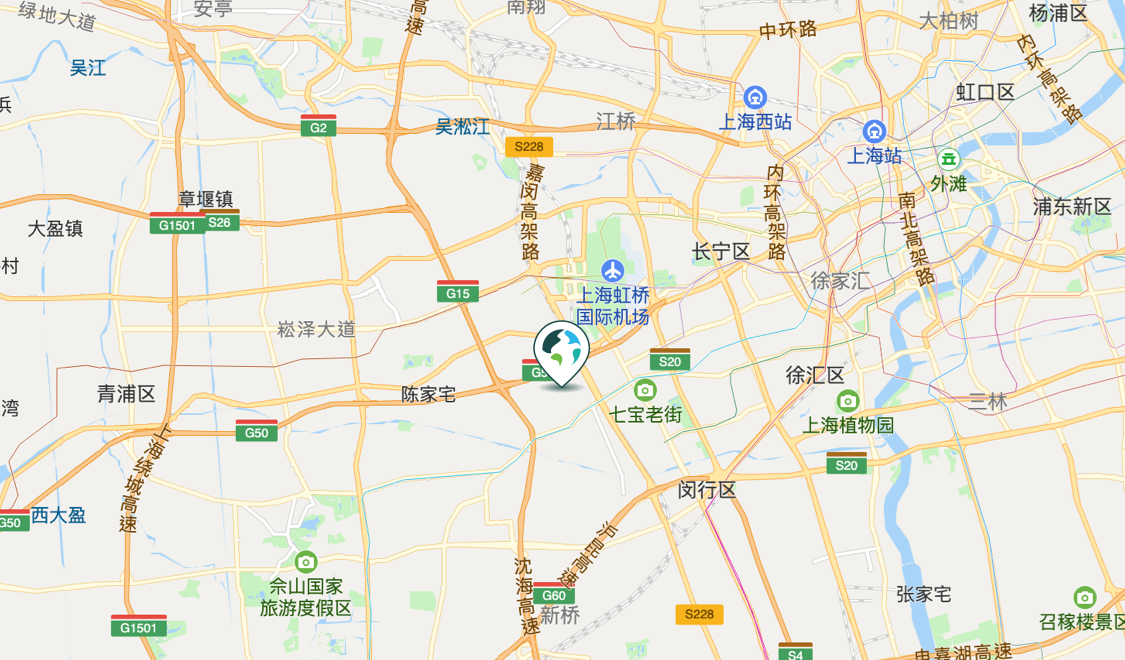 绿地大道
安亭
高速
南翔
中环路
大柏树
杨浦区
内环高架路
吴江
浜
虹口区
G2
吴淞江
江桥
上海西站
上海站
S228
嘉闵高架路
内环高架路
外滩
章堰镇
G1501
S26
大盈镇
南北高架路
浦东新区
长宁区
村
徐家汇
上海虹桥
国际机场
G15
崧泽大道
S20
徐汇区
青浦区
陈家宅
湾
七宝老街
三林
上海植物园
G50
上海绕城高速
S20
闵行区
G50
西大盈
沪昆高速
佘山国家
旅游度假区
沈海高速
G60
新桥
S228
张家宅
召稼楼景区
G1501
S4
申嘉湖高速